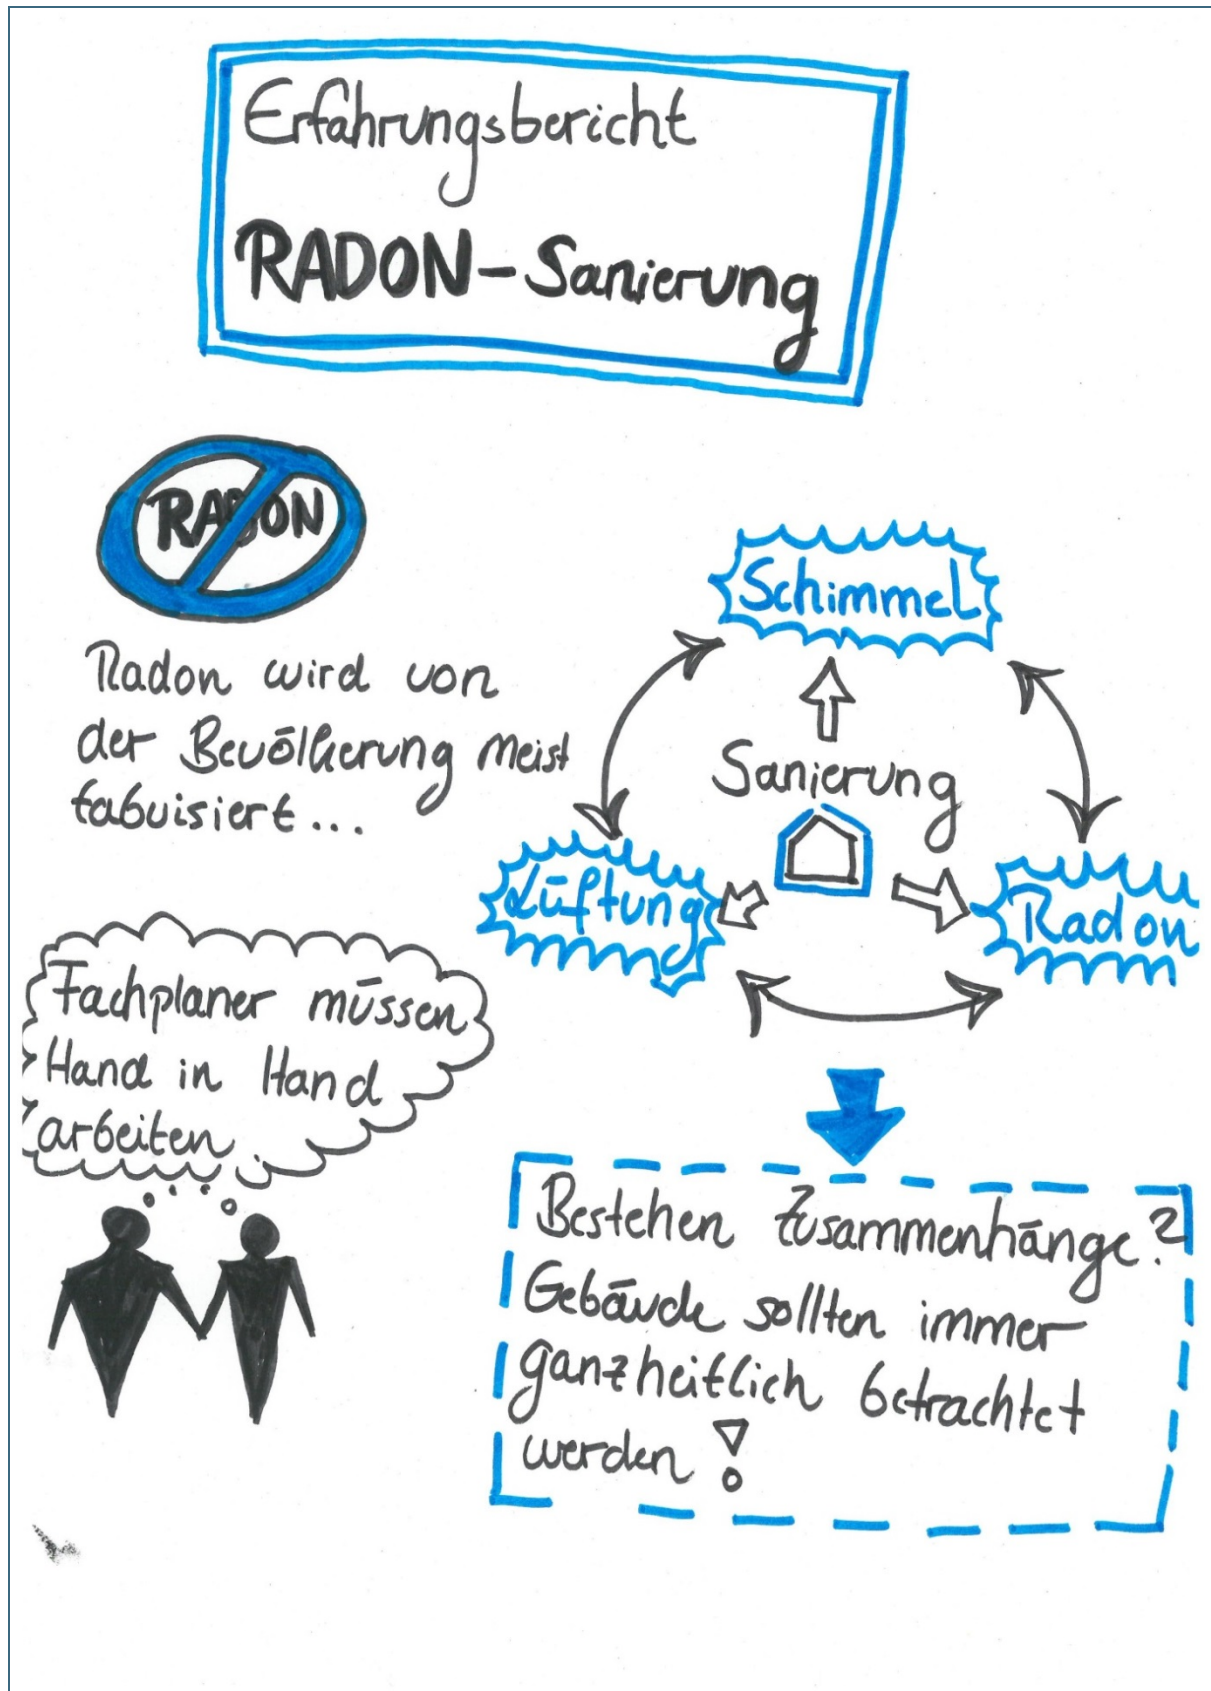 Erfahrungsbericht
RADON-Sanierung
RADON
Radon wird von
der Bevölkerung meist
tabuisiert...
Schimmel
Sanierung
Lüftung
Radon
Fachplaner müssen
Hand in Hand
arbeiten
Bestehen Zusammenhänge?
Gebäude sollten immer
ganzheitlich betrachtet
werden!